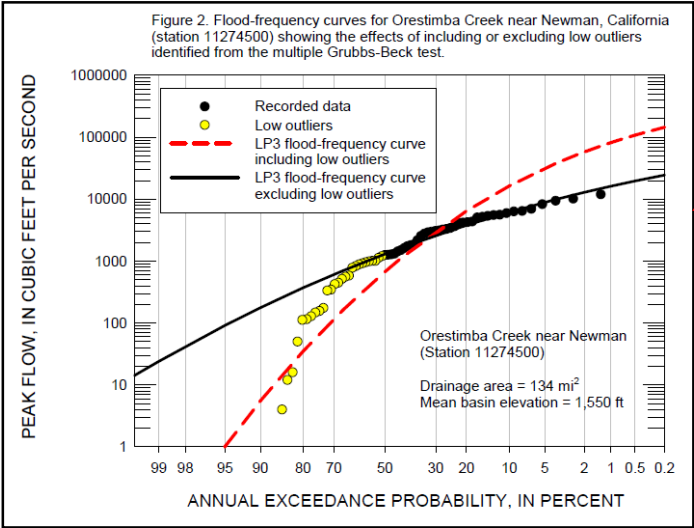 Figure 2. Flood-frequency curves for Orestimba Creek near Newman, California
(station 11274500) showing the effects of including or excluding low outliers
identified from the multiple Grubbs-Beck test.
PEAK FLOW, IN CUBIC FEET PER SECOND
1000000
100000
10000
1000
100
10
1
Recorded data
Low outliers
LP3 flood-frequency curve
including low outliers
LP3 flood-frequency curve
excluding low outliers
Orestimba Creek near Newman
(Station 11274500)
Drainage area = 134 mi²
Mean basin elevation = 1,550 ft
99 98 95 90 80 70 50 30 20 10 5 2 1 0.5 0.2
ANNUAL EXCEEDANCE PROBABILITY, IN PERCENT